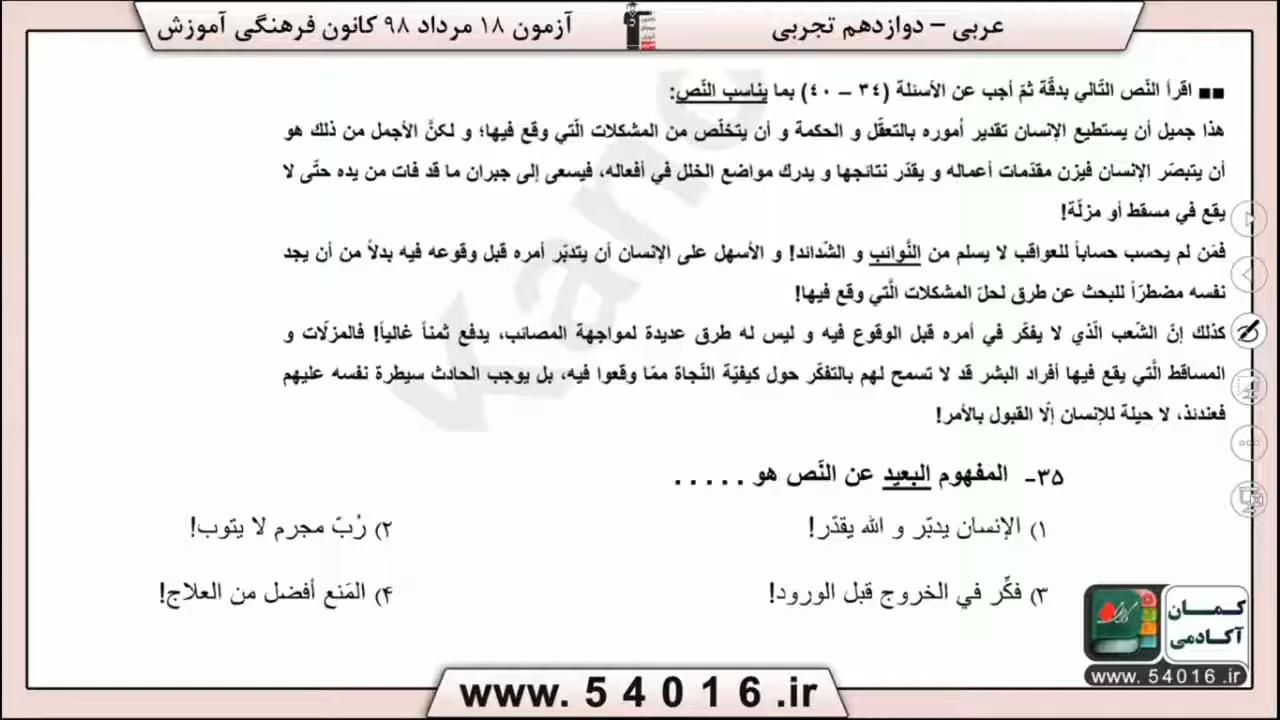 عربی – دوازدهم تجربی
آزمون ۱۸ مرداد ۹۸ کانون فرهنگی آموزش
■■ اقرأ النّص التّالي بدقّة ثمّ أجب عن الأسئلة (٣٤ – ٤٠) بما يناسب النّص:
هذا جميل أن يستطيع الإنسان تقدير أموره بالتعقّل و الحكمة و أن يتخلّص من المشكلات الّتي وقع فيها؛ و لكنَّ الأجمل من ذلك هو
أن يتبصّر الإنسان فيزن مقدّمات أعماله و يقدّر نتائجها و يدرك مواضع الخلل في أفعاله، فيسعى إلى جبران ما قد فات من يده حتّى لا
يقع في مسقط أو مزلّة!
فمَن لم يحسب حساباً للعواقب لا يسلم من النَّوائب و الشّدائد! و الأسهل على الإنسان أن يتدبّر أمره قبل وقوعه فيه بدلاً من أن يجد
نفسه مضطرّاً للبحث عن طرق لحلّ المشكلات الَّتي وقع فيها!
كذلك إنّ الشّعب الّذي لا يفكّر في أمره قبل الوقوع فيه و ليس له طرق عديدة لمواجهة المصائب، يدفع ثمناً غالياً! فالمزلّات و
المساقط الَّتي يقع فيها أفراد البشر قد لا تسمح لهم بالتفكّر حول كيفيّة النّجاة ممّا وقعوا فيه، بل يوجب الحادث سيطرة نفسه عليهم
فعندئذ، لا حيلة للإنسان إلّا القبول بالأمر!
۳۵- المفهوم البعيد عن النّص هو .....
۱) الإنسان يدبّر و الله يقدّر!
۲) رُبّ مجرم لا يتوب!
۳) فكِّر في الخروج قبل الورود!
۴) المَنع أفضل من العلاج!
کمان
آکادمی
www. 54016 .ir
www. 54016 .ir